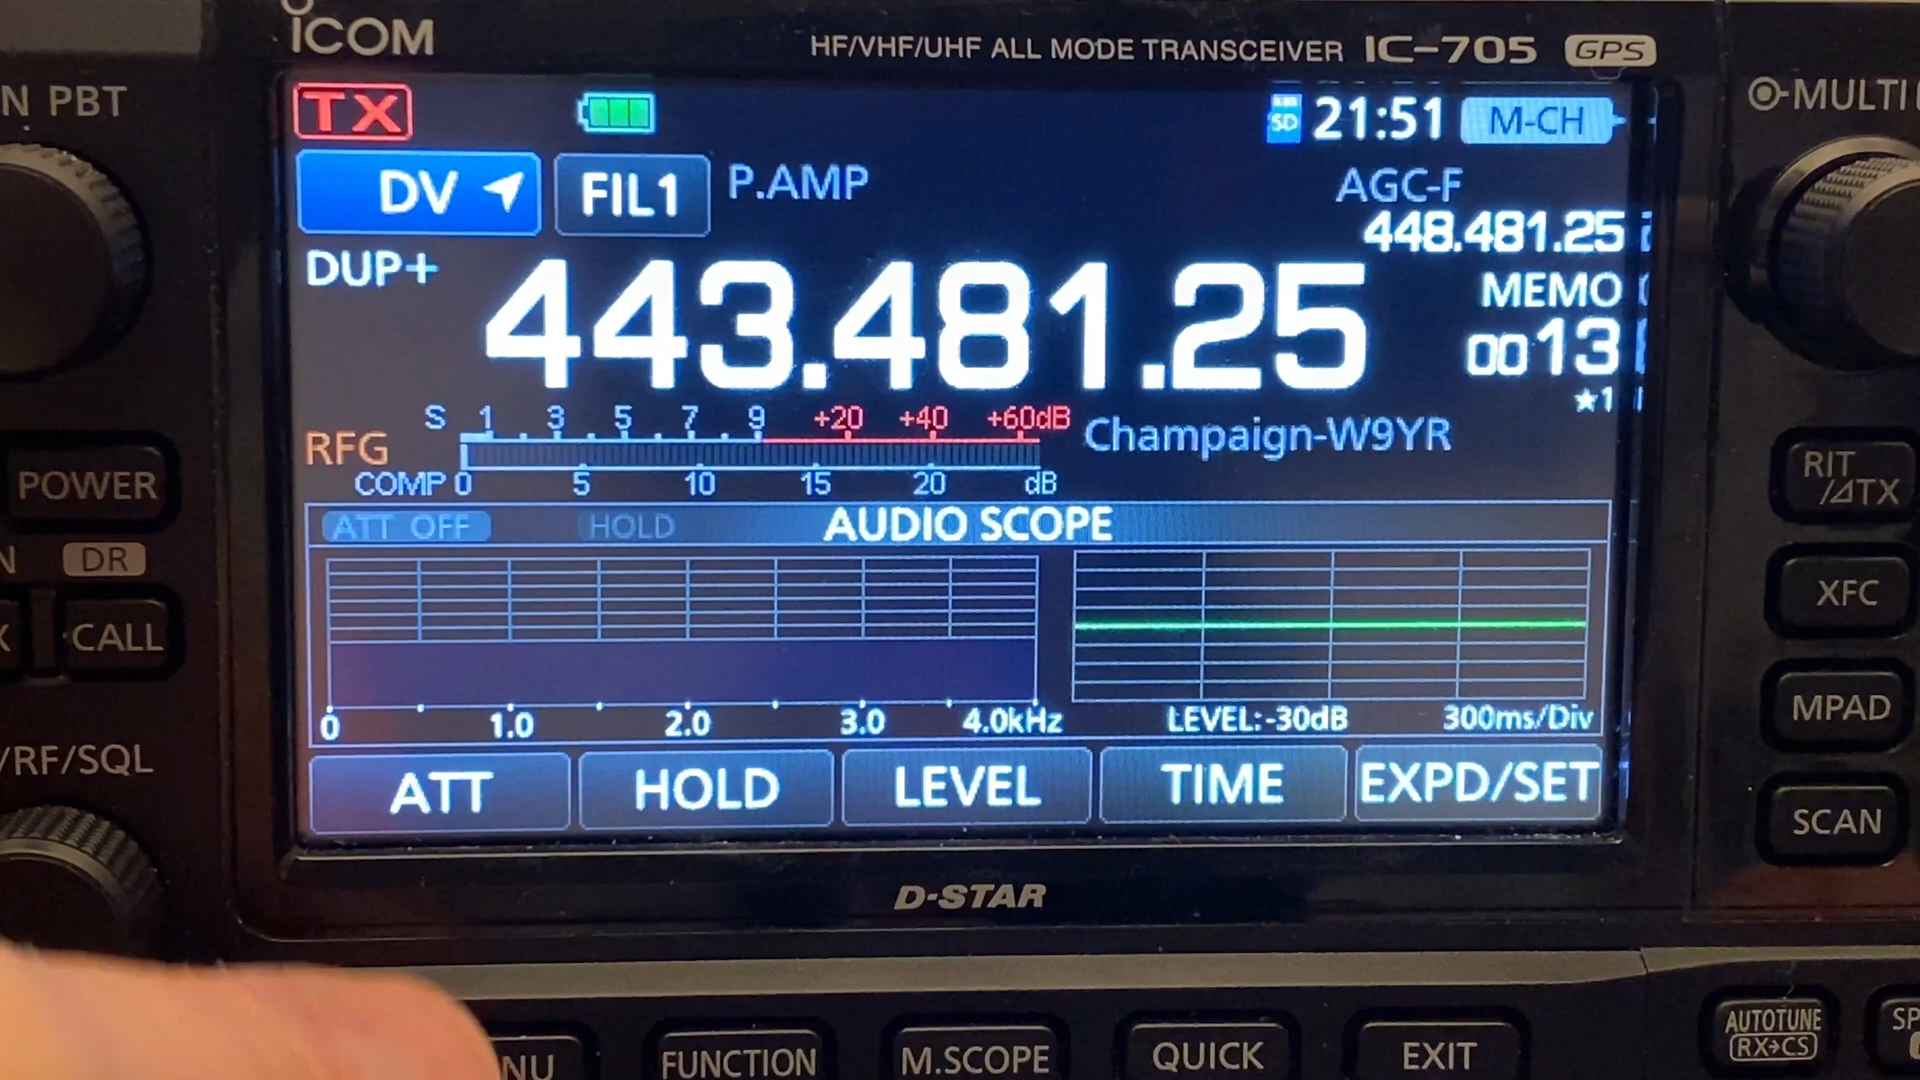 ICOM
HF/VHF/UHF ALL MODE TRANSCEIVER IC-705 GPS
N PBT
MULTI
TX
SD 21:51 M-CH
DV FIL1 P.AMP
AGC-F
448.481.25
DUP+
443.481.25
MEMO
0013
★1
S 1 3 5 7 9 +20 +40 +60dB
RFG
Champaign-W9YR
COMP 0 5 10 15 20 dB
POWER
RIT
/⊿TX
ATT OFF HOLD AUDIO SCOPE
N DR
XFC
X CALL
0 1.0 2.0 3.0 4.0kHz
LEVEL:-30dB 300ms/Div
MPAD
/RF/SQL
ATT HOLD LEVEL TIME EXPD/SET
SCAN
D-STAR
NU FUNCTION M.SCOPE QUICK EXIT
AUTOTUNE
RX→CS
SP